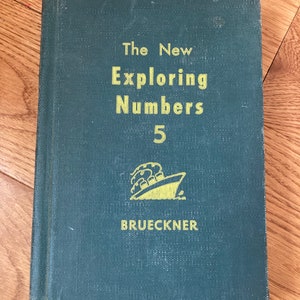 The New
Exploring
Numbers
5
BRUECKNER